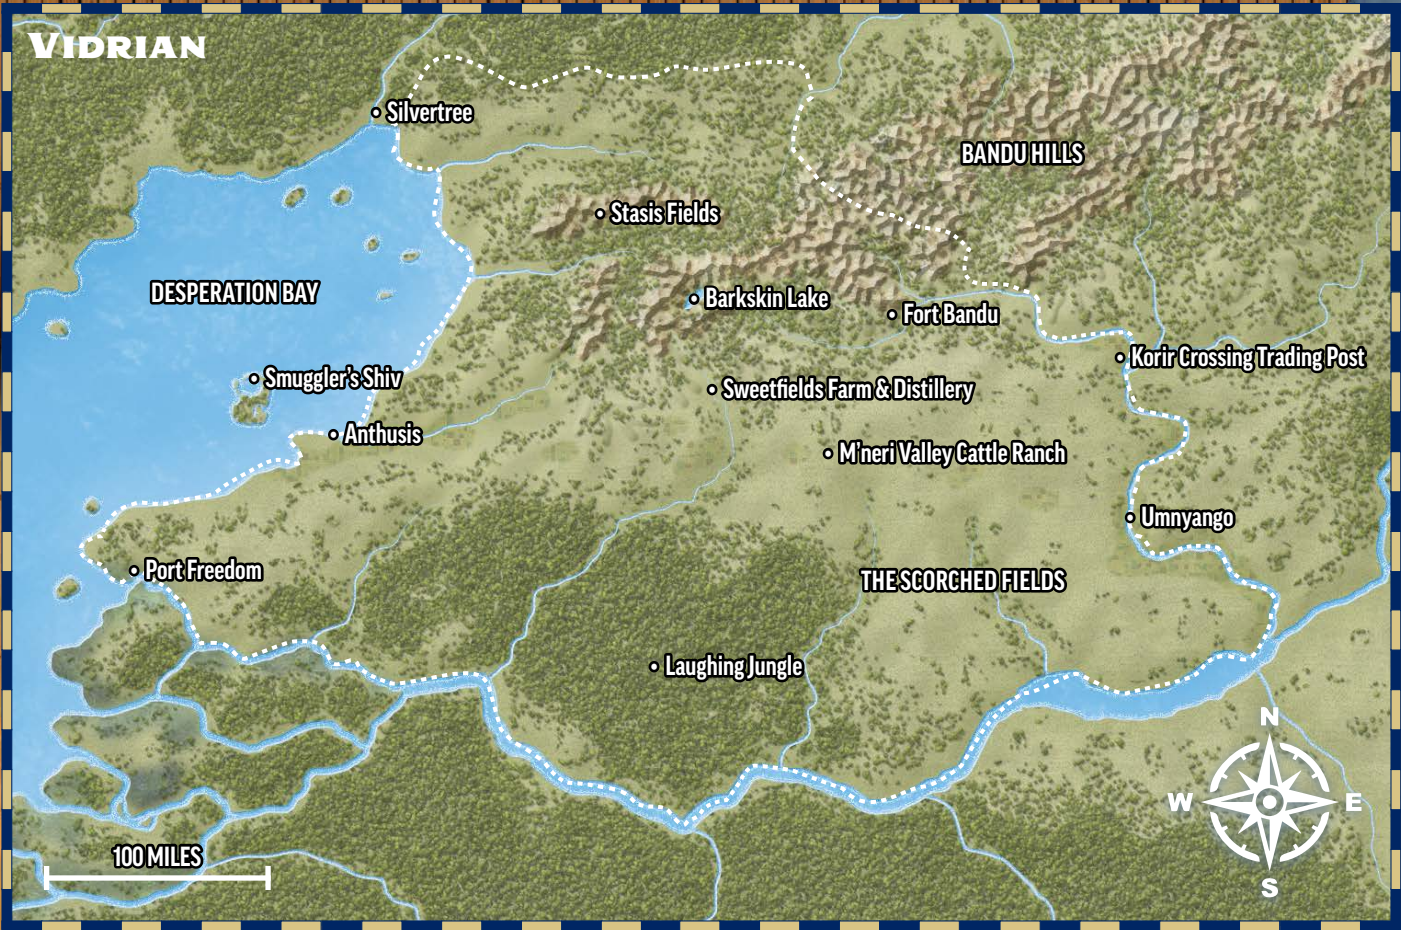 VIDRIAN
Silvertree
BANDU HILLS
Stasis Fields
DESPERATION BAY
Barkskin Lake
Fort Bandu
Korir Crossing Trading Post
Smuggler's Shiv
Sweetfields Farm & Distillery
Anthusis
M'neri Valley Cattle Ranch
Umnyango
Port Freedom
THE SCORCHED FIELDS
Laughing Jungle
N
W
E
S
100 MILES